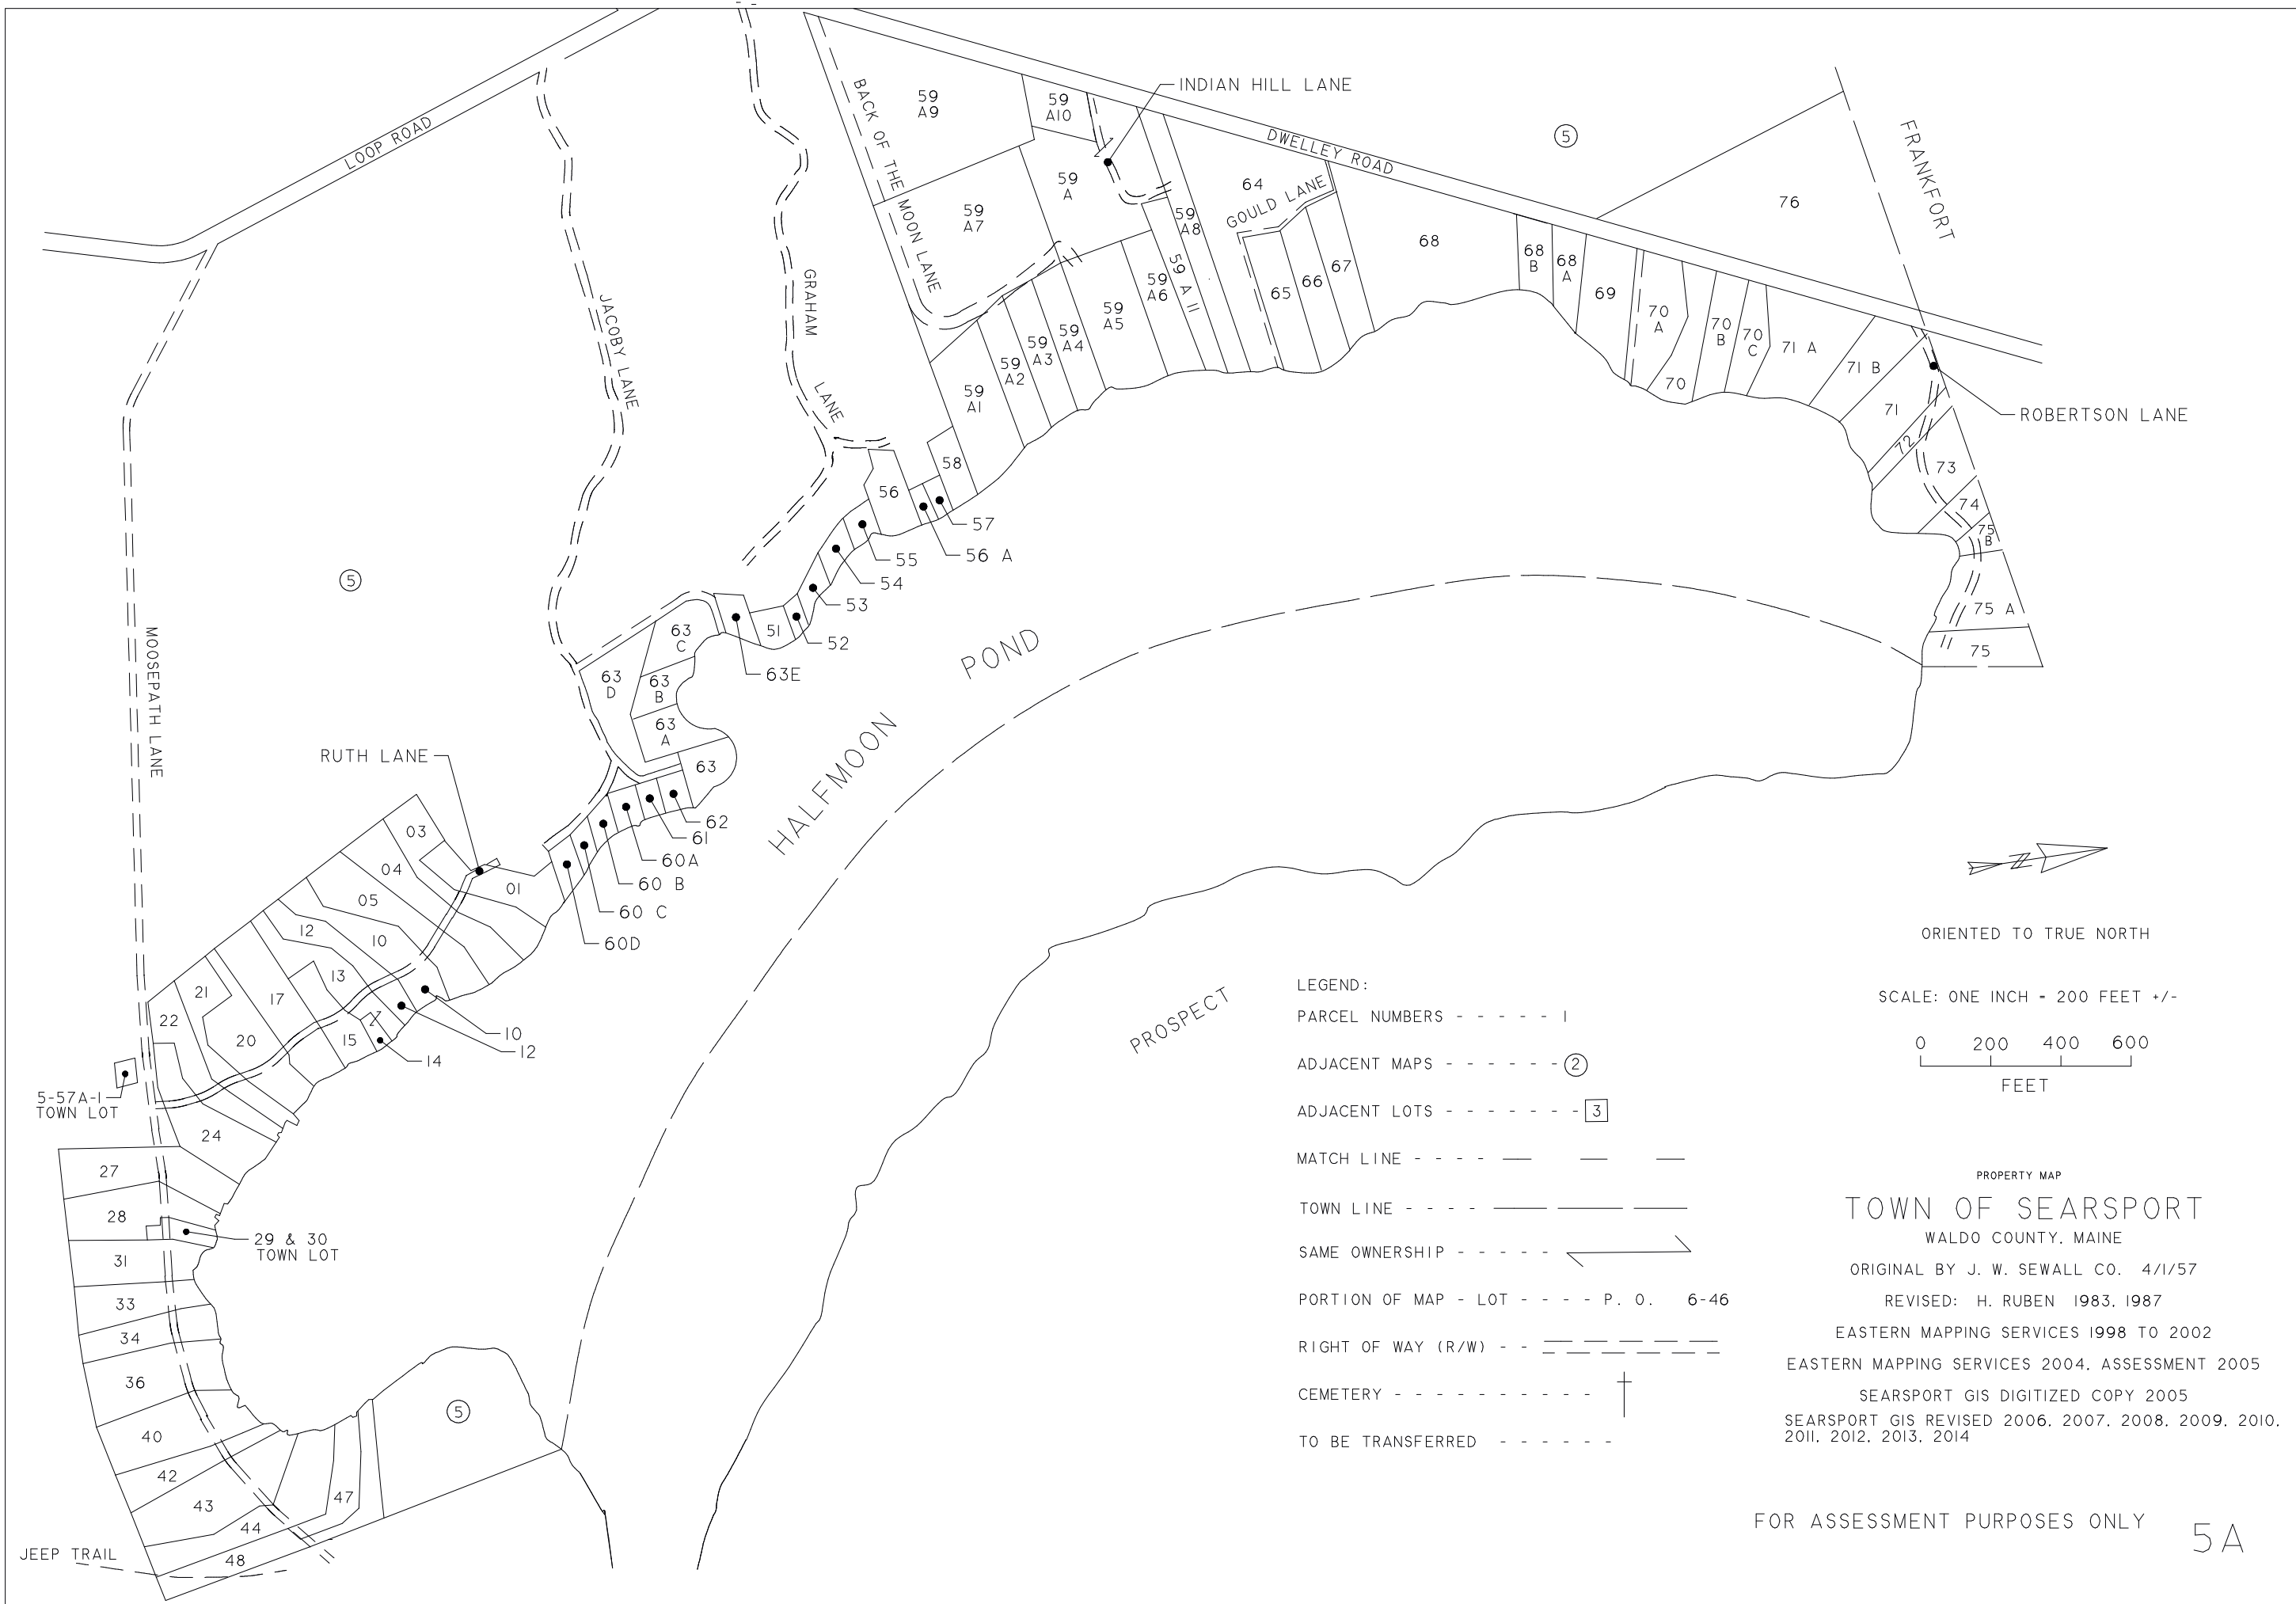 LOOP ROAD
JACOBY LANE
GRAHAM
LANE
BACK OF THE MOON LANE
59
A9
59
A10
INDIAN HILL LANE
DWELLEY ROAD
5
FRANKFORT
76
59
A
59
A7
59
A8
59 A 11
59
A6
64
GOULD LANE
65
66
67
68
68
B
68
A
69
70
A
70
70
B
70
C
71 A
71 B
71
72
73
74
75
B
75 A
75
ROBERTSON LANE
59
A5
59
A4
59
A3
59
A2
59
A1
58
57
56
56 A
55
54
53
52
51
63E
63
C
63
D
63
B
63
A
63
62
61
60A
60 B
60 C
60D
5
MOOSEPATH LANE
RUTH LANE
HALFMOON
POND
PROSPECT
03
04
01
05
10
12
13
10
12
14
15
17
20
21
22
24
5-57A-1
TOWN LOT
27
28
29 & 30
TOWN LOT
31
33
34
36
40
42
43
44
47
48
5
JEEP TRAIL
LEGEND:
PARCEL NUMBERS - - - - - 1
ADJACENT MAPS - - - - - - 2
ADJACENT LOTS - - - - - - - 3
MATCH LINE - - - -
TOWN LINE - - - -
SAME OWNERSHIP - - - - -
PORTION OF MAP - LOT - - - - P. O. 6-46
RIGHT OF WAY (R/W) - -
CEMETERY - - - - - - - - - -
TO BE TRANSFERRED - - - - - -
N
ORIENTED TO TRUE NORTH
SCALE: ONE INCH = 200 FEET +/-
0 200 400 600
FEET
PROPERTY MAP
TOWN OF SEARSPORT
WALDO COUNTY, MAINE
ORIGINAL BY J. W. SEWALL CO. 4/1/57
REVISED: H. RUBEN 1983, 1987
EASTERN MAPPING SERVICES 1998 TO 2002
EASTERN MAPPING SERVICES 2004, ASSESSMENT 2005
SEARSPORT GIS DIGITIZED COPY 2005
SEARSPORT GIS REVISED 2006, 2007, 2008, 2009, 2010,
2011, 2012, 2013, 2014
FOR ASSESSMENT PURPOSES ONLY
5A